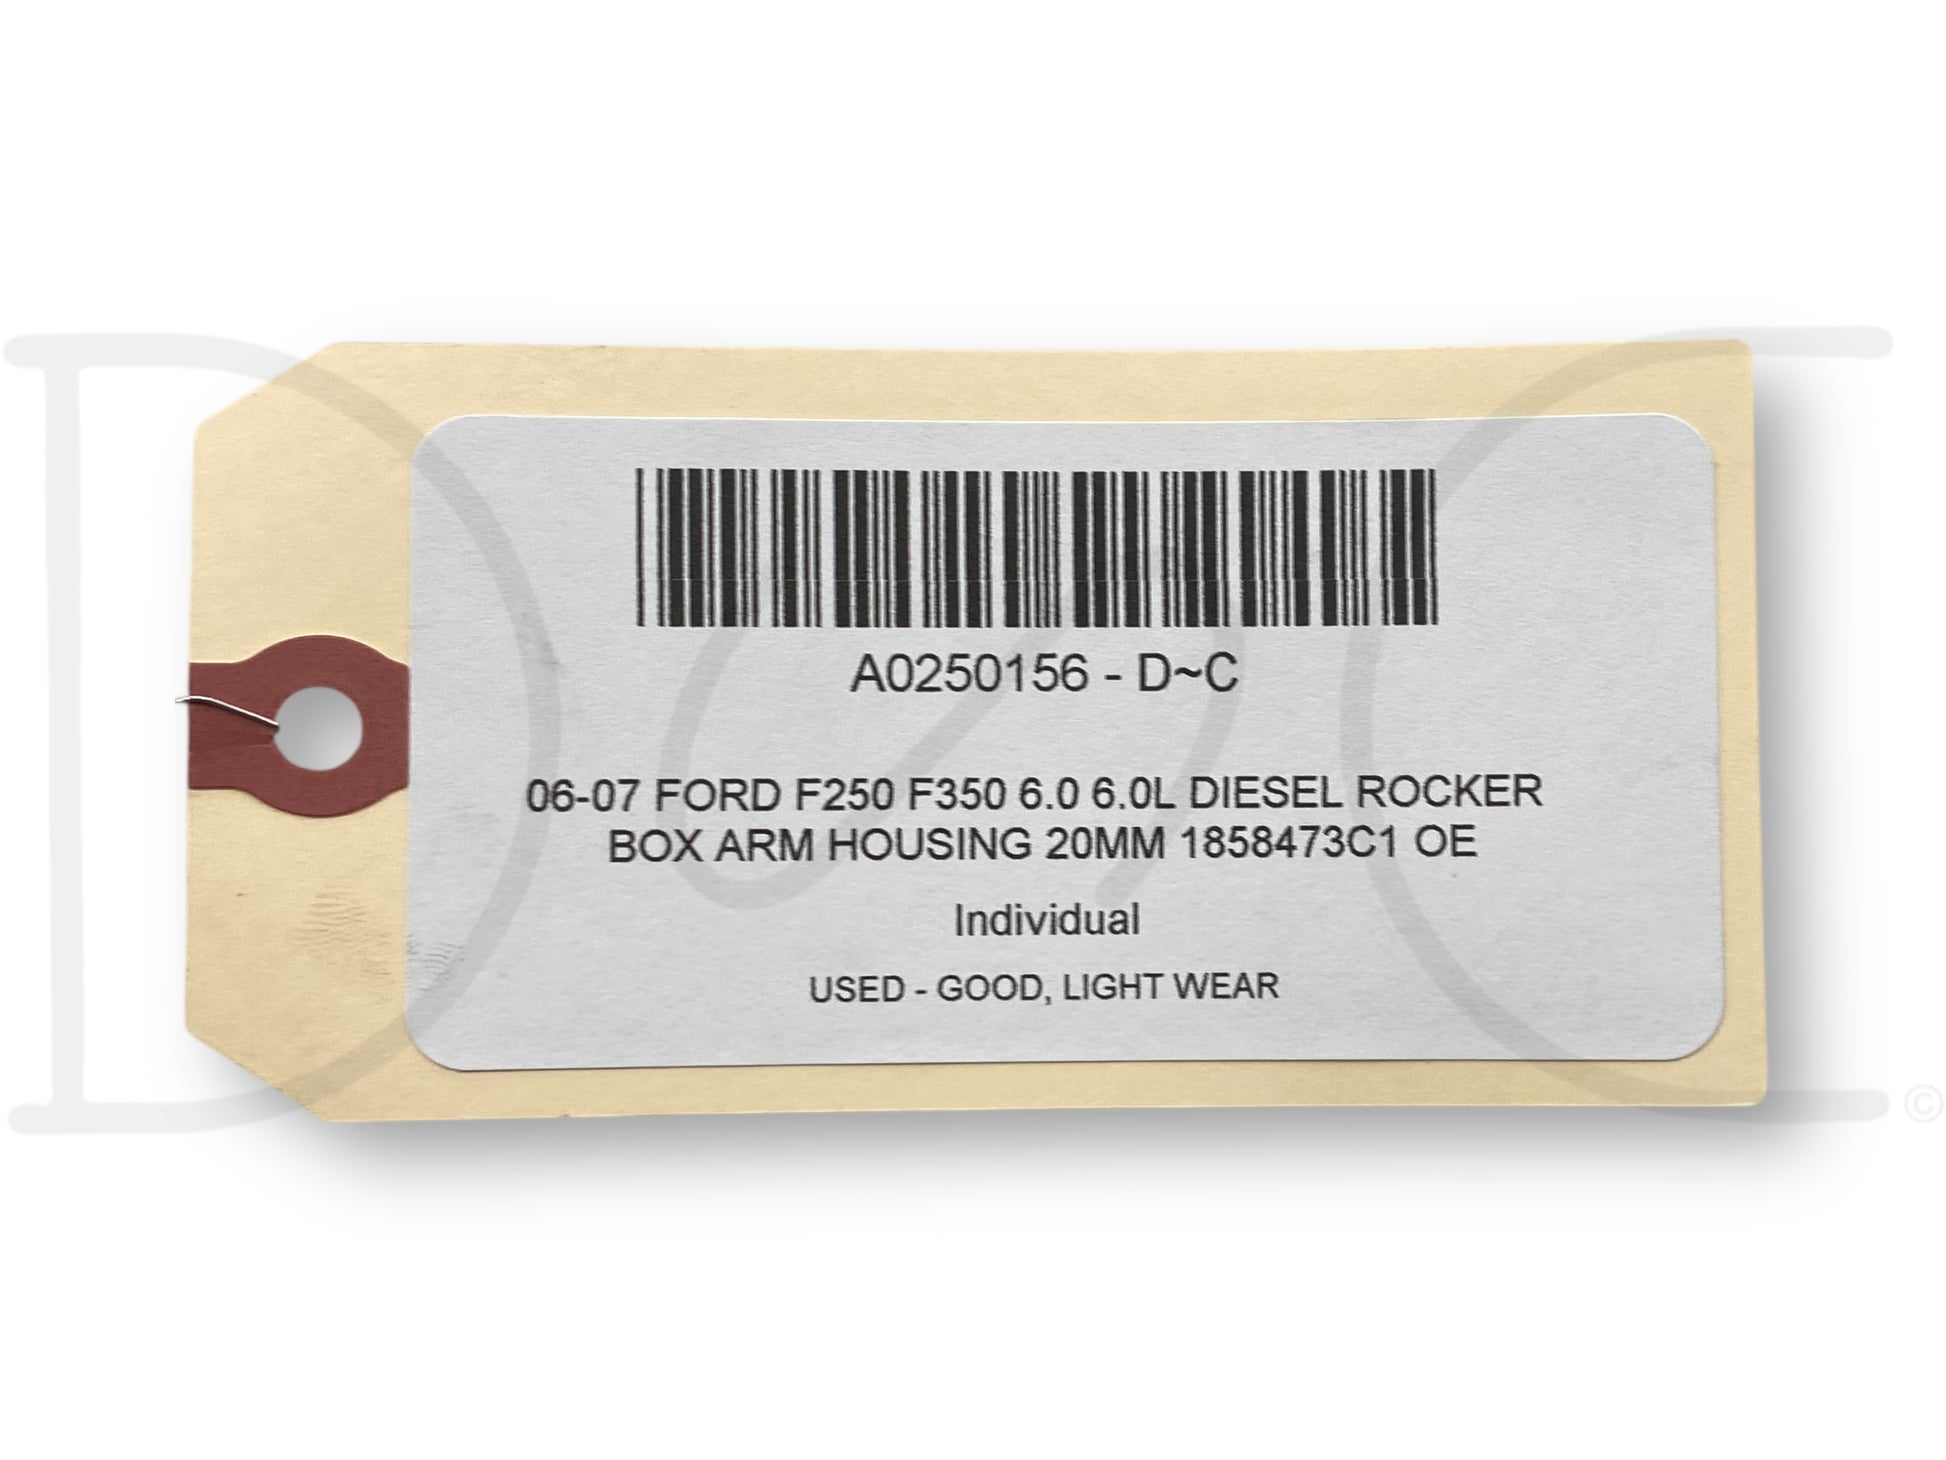 A0250156 - D~C
06-07 FORD F250 F350 6.0 6.0L DIESEL ROCKER
BOX ARM HOUSING 20MM 1858473C1 OE
Individual
USED - GOOD, LIGHT WEAR
D~C
©